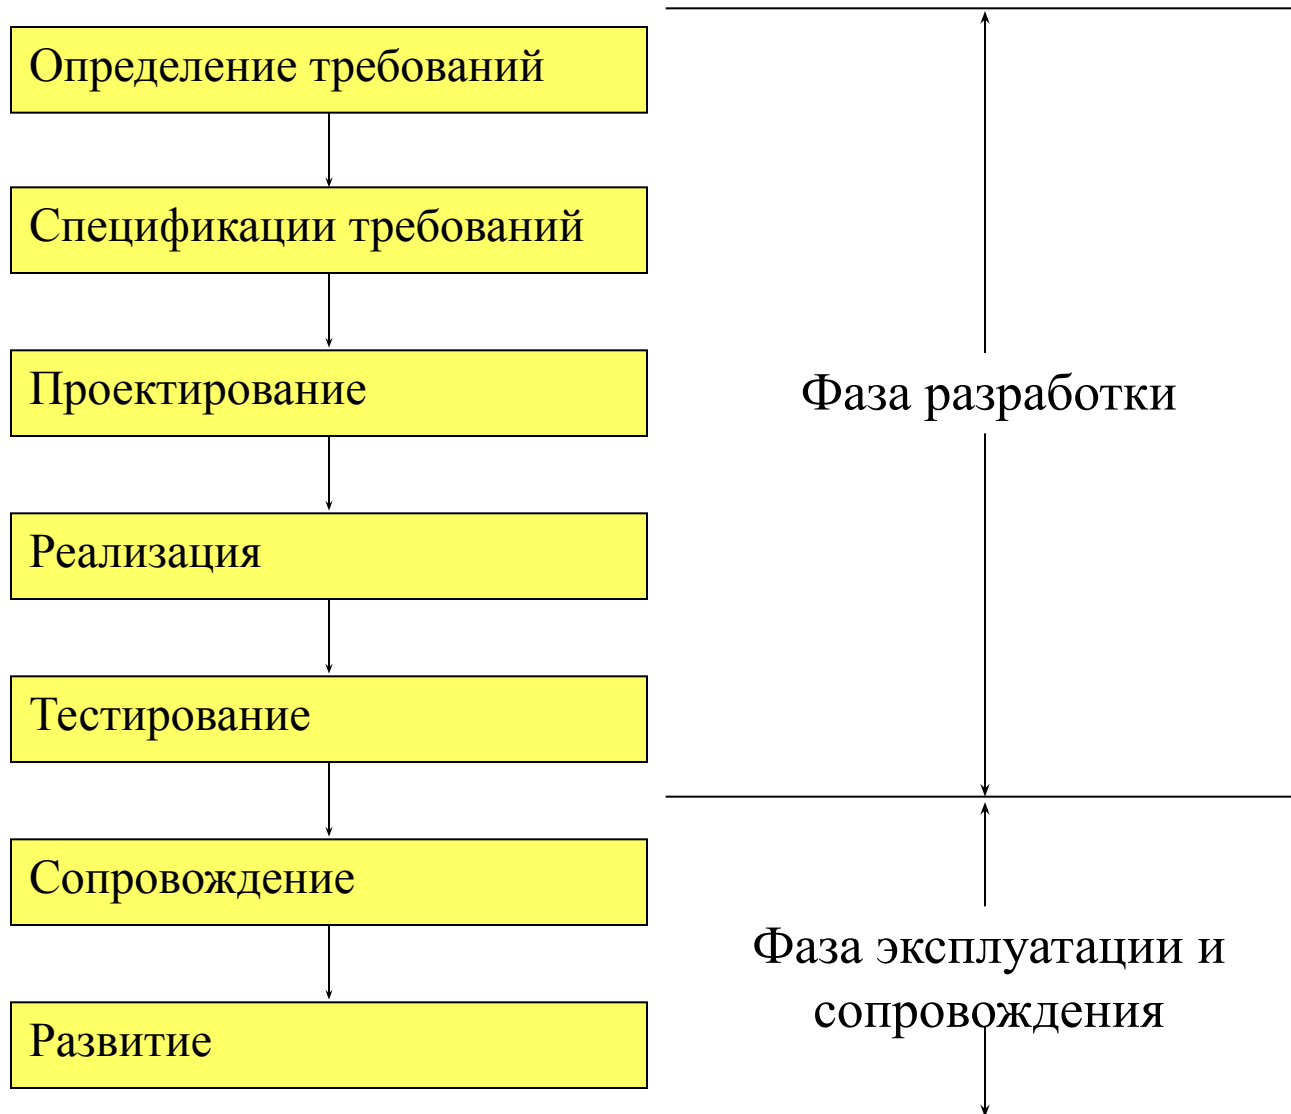 Определение требований
Спецификации требований
Проектирование
Реализация
Тестирование
Сопровождение
Развитие
Фаза разработки
Фаза эксплуатации и
сопровождения